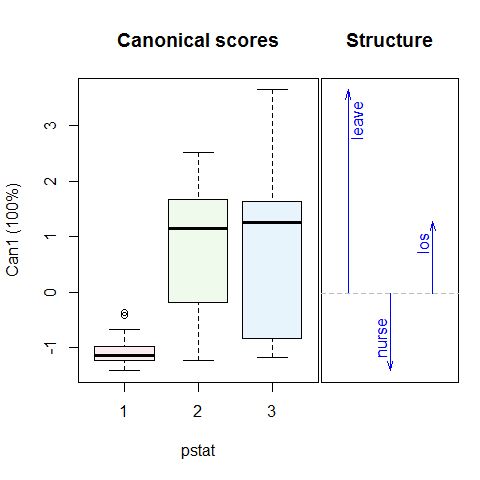 Canonical scores
Structure
Can1 (100%)
3
2
1
0
-1
1 2 3
pstat
leave
nurse
los